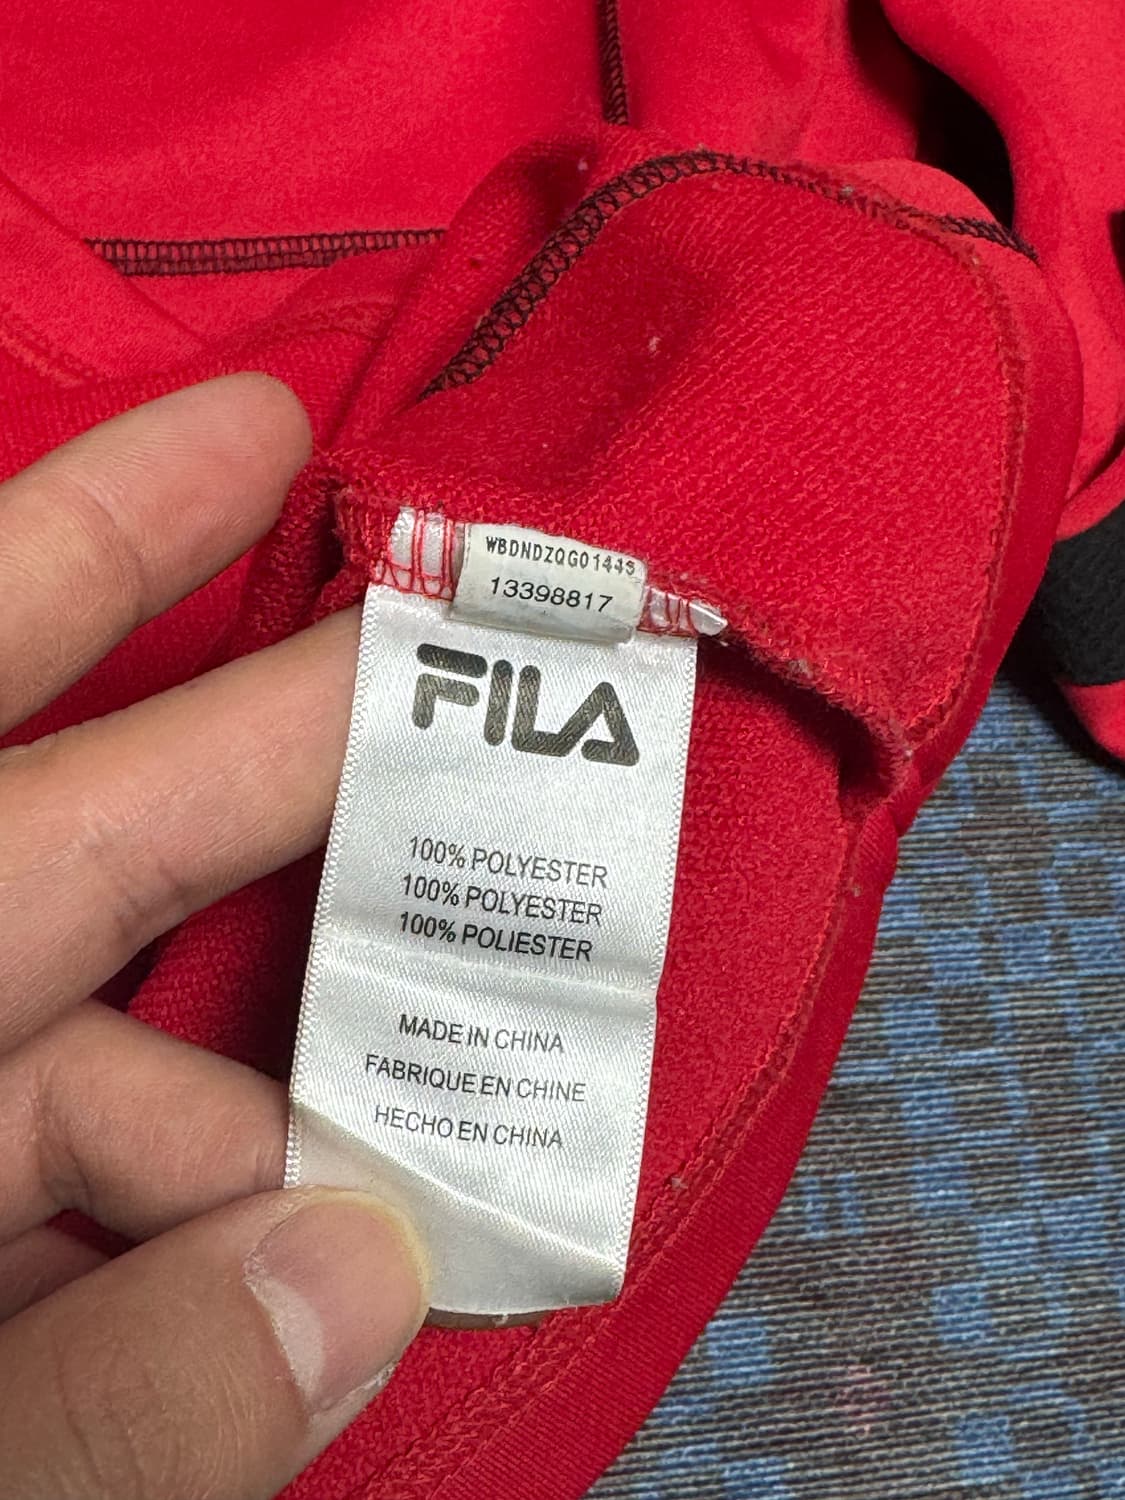 WBDNDZQG0144S
13398817
FILA
100% POLYESTER
100% POLYESTER
100% POLIESTER
MADE IN CHINA
FABRIQUE EN CHINE
HECHO EN CHINA